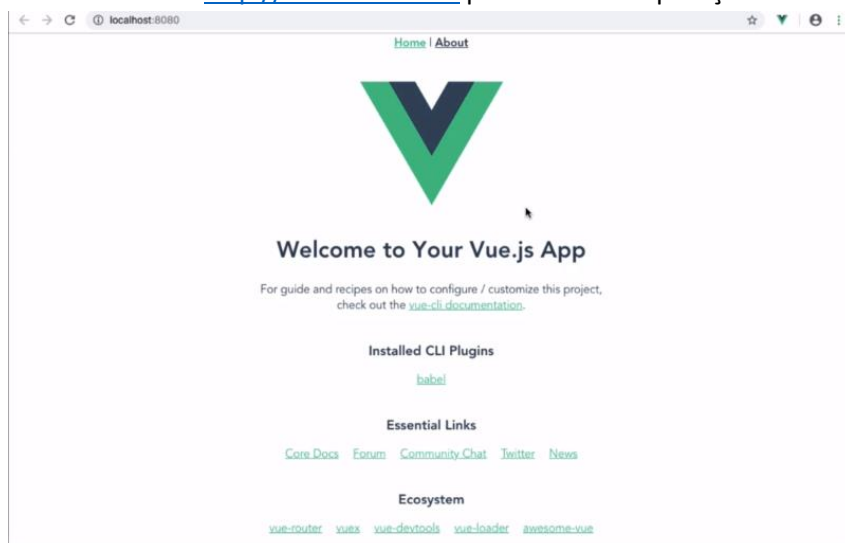 localhost:8080
Home | About
Welcome to Your Vue.js App
For guide and recipes on how to configure / customize this project,
check out the vue-cli documentation.
Installed CLI Plugins
babel
Essential Links
Core Docs Forum Community Chat Twitter News
Ecosystem
vue-router vuex vue-devtools vue-loader awesome-vue